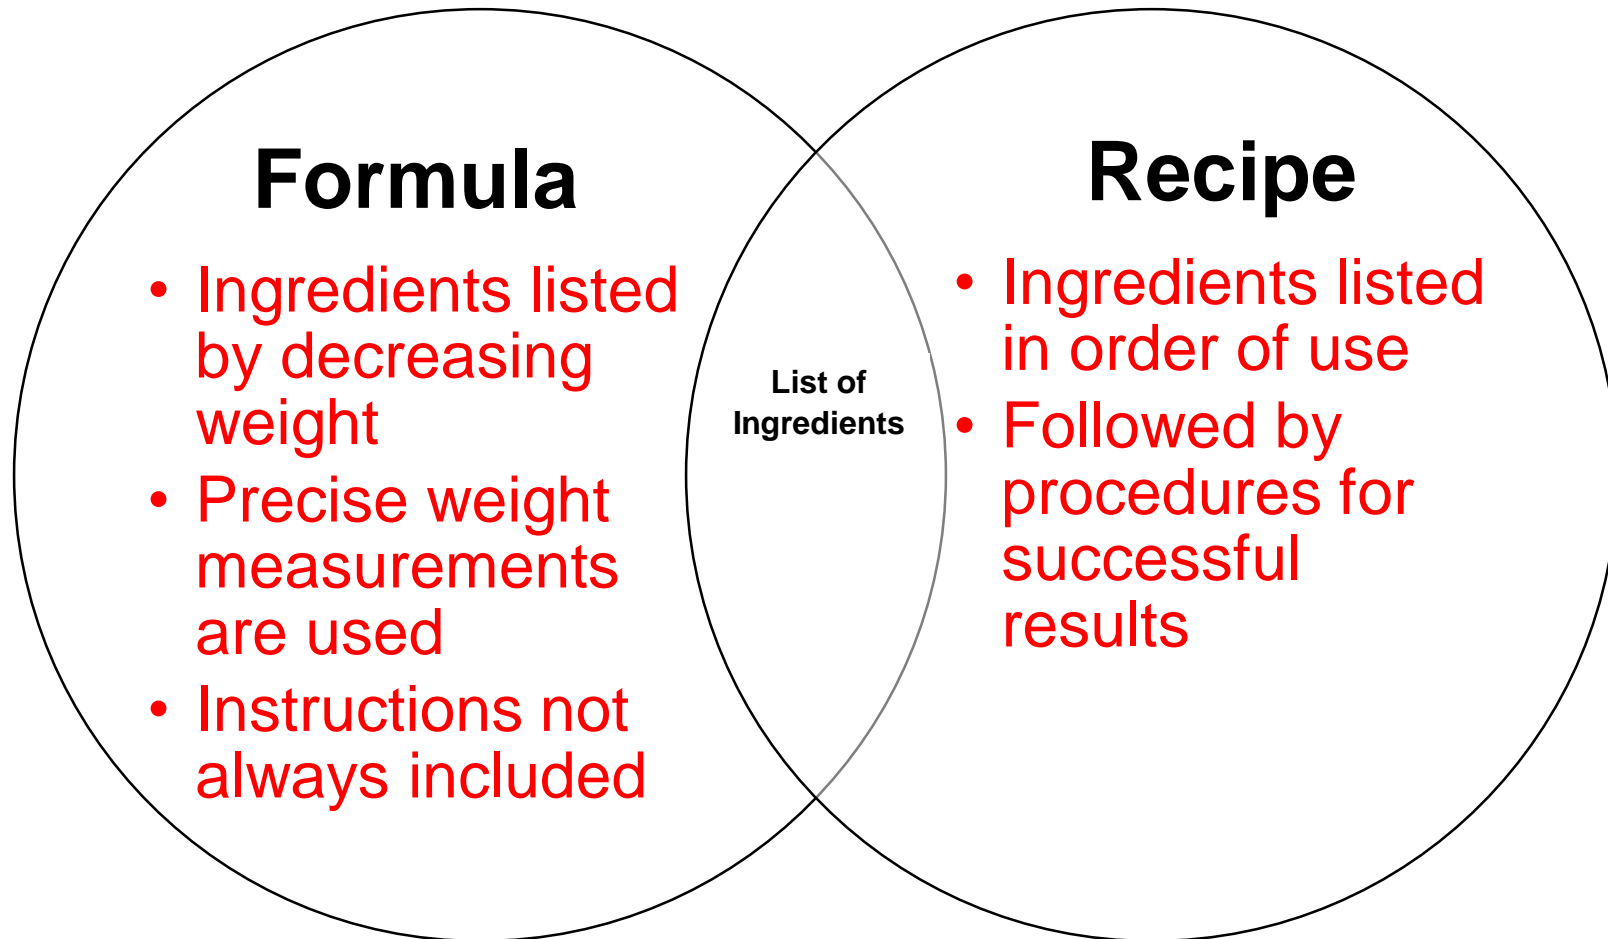 Formula
• Ingredients listed
by decreasing
weight
• Precise weight
measurements
are used
• Instructions not
always included
List of
Ingredients
Recipe
• Ingredients listed
in order of use
• Followed by
procedures for
successful
results